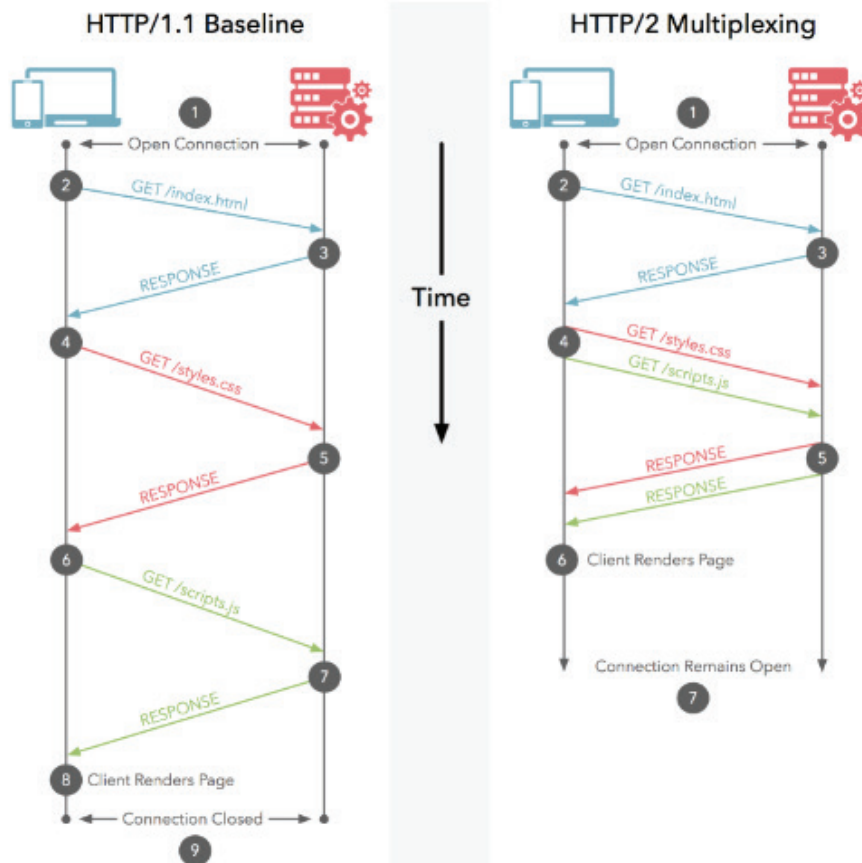 HTTP/1.1 Baseline
1
Open Connection
2
GET /index.html
3
RESPONSE
4
GET /styles.css
5
RESPONSE
6
GET /scripts.js
7
RESPONSE
8 Client Renders Page
Connection Closed
9
Time
HTTP/2 Multiplexing
1
Open Connection
2
GET /index.html
3
RESPONSE
4
GET /styles.css
GET /scripts.js
5
RESPONSE
RESPONSE
6 Client Renders Page
Connection Remains Open
7